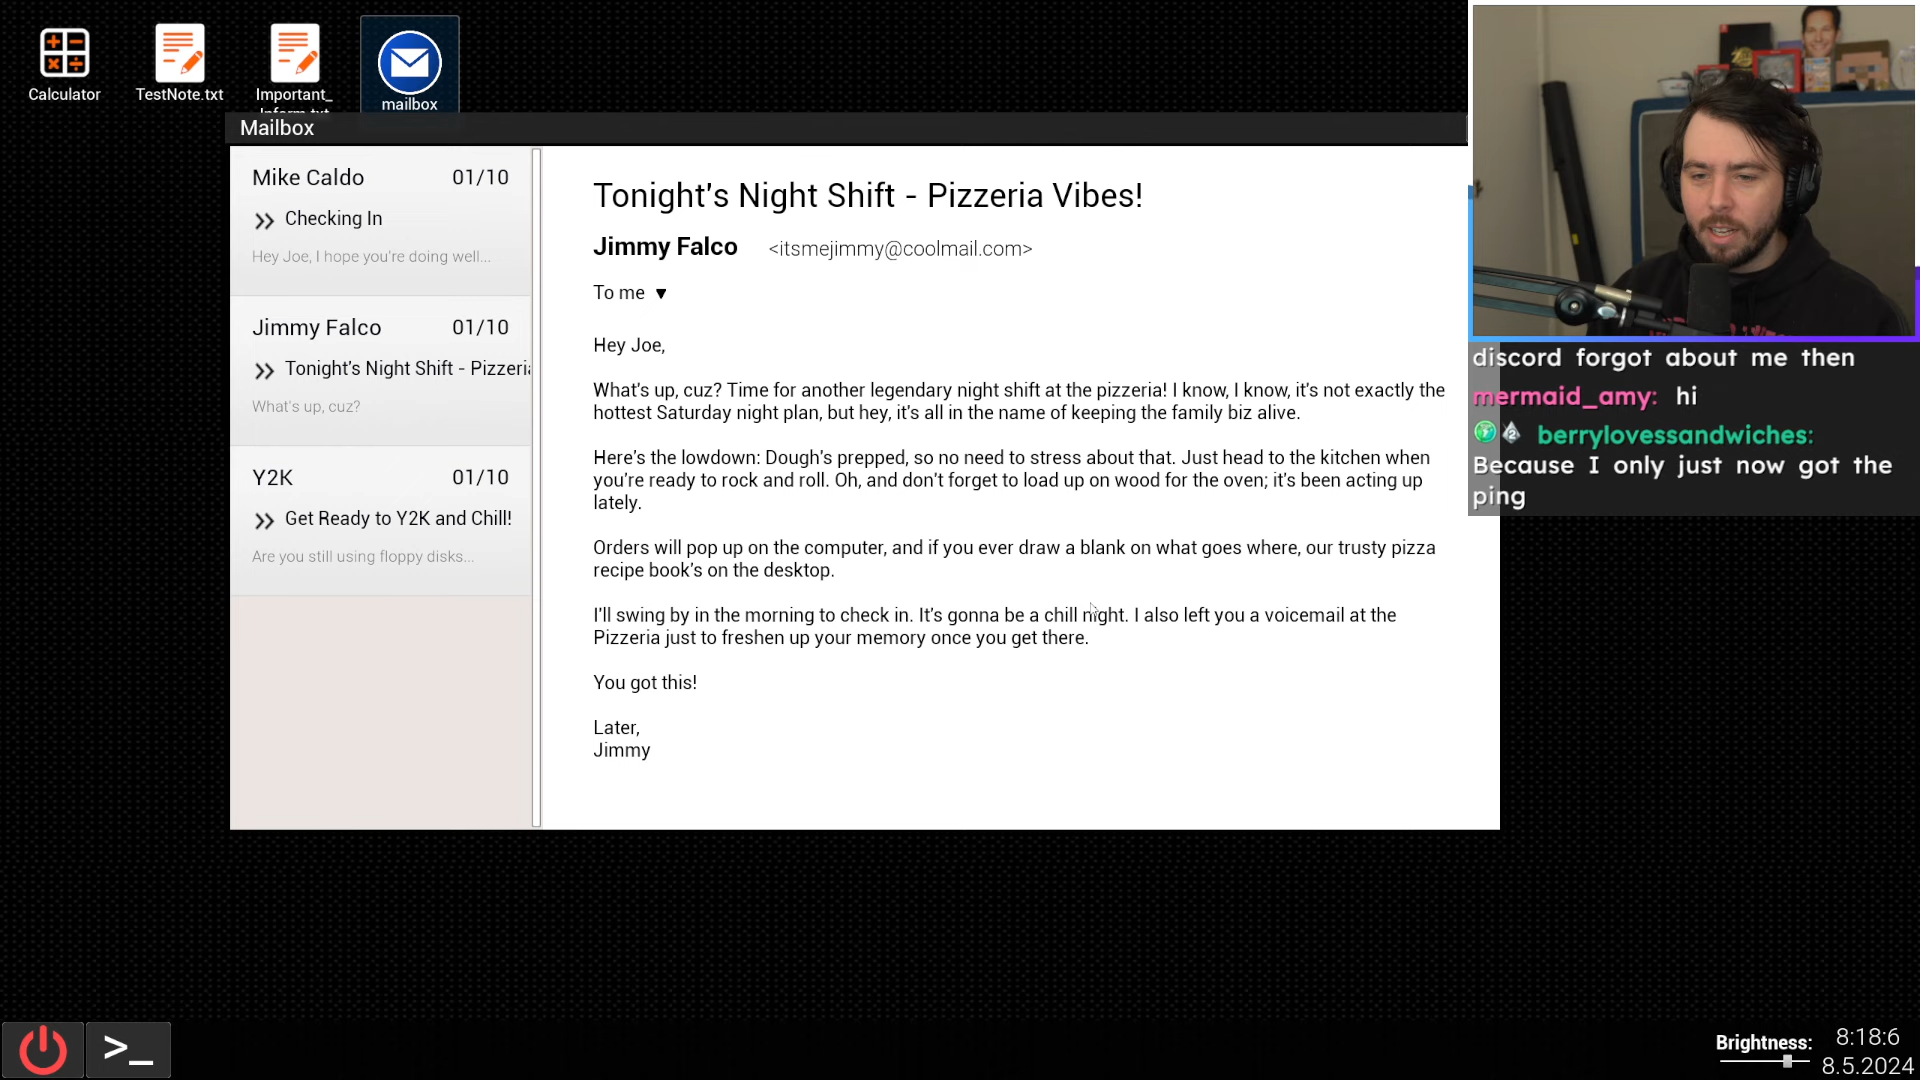 Calculator
TestNote.txt
Important_
mailbox
Mailbox
Mike Caldo 01/10
Checking In
Hey Joe, I hope you're doing well...
Jimmy Falco 01/10
Tonight's Night Shift - Pizzeria
What's up, cuz?
Y2K 01/10
Get Ready to Y2K and Chill!
Are you still using floppy disks...
Tonight's Night Shift - Pizzeria Vibes!
Jimmy Falco <itsmejimmy@coolmail.com>
To me ▼
Hey Joe,
What's up, cuz? Time for another legendary night shift at the pizzeria! I know, I know, it's not exactly the
hottest Saturday night plan, but hey, it's all in the name of keeping the family biz alive.
Here's the lowdown: Dough's prepped, so no need to stress about that. Just head to the kitchen when
you're ready to rock and roll. Oh, and don't forget to load up on wood for the oven; it's been acting up
lately.
Orders will pop up on the computer, and if you ever draw a blank on what goes where, our trusty pizza
recipe book's on the desktop.
I'll swing by in the morning to check in. It's gonna be a chill night. I also left you a voicemail at the
Pizzeria just to freshen up your memory once you get there.
You got this!
Later,
Jimmy
discord forgot about me then
mermaid_amy: hi
berrylovessandwiches:
Because I only just now got the
ping
>_
Brightness:
8:18:6
8.5.2024